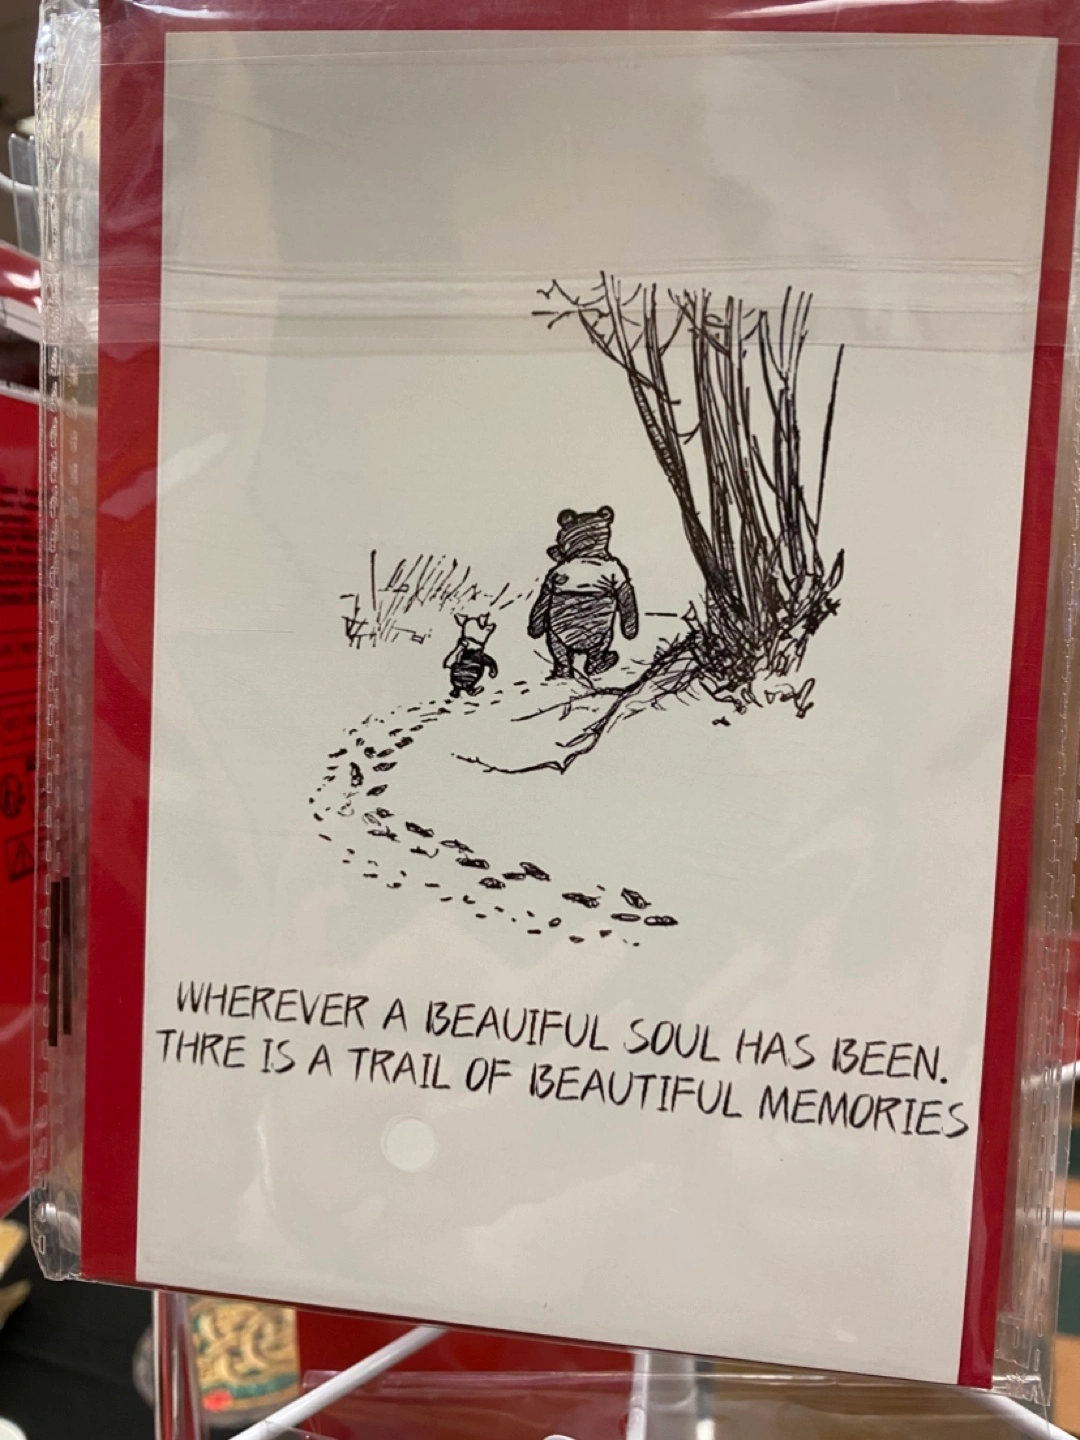 WHEREVER A BEAUIFUL SOUL HAS BEEN.
THRE IS A TRAIL OF BEAUTIFUL MEMORIES